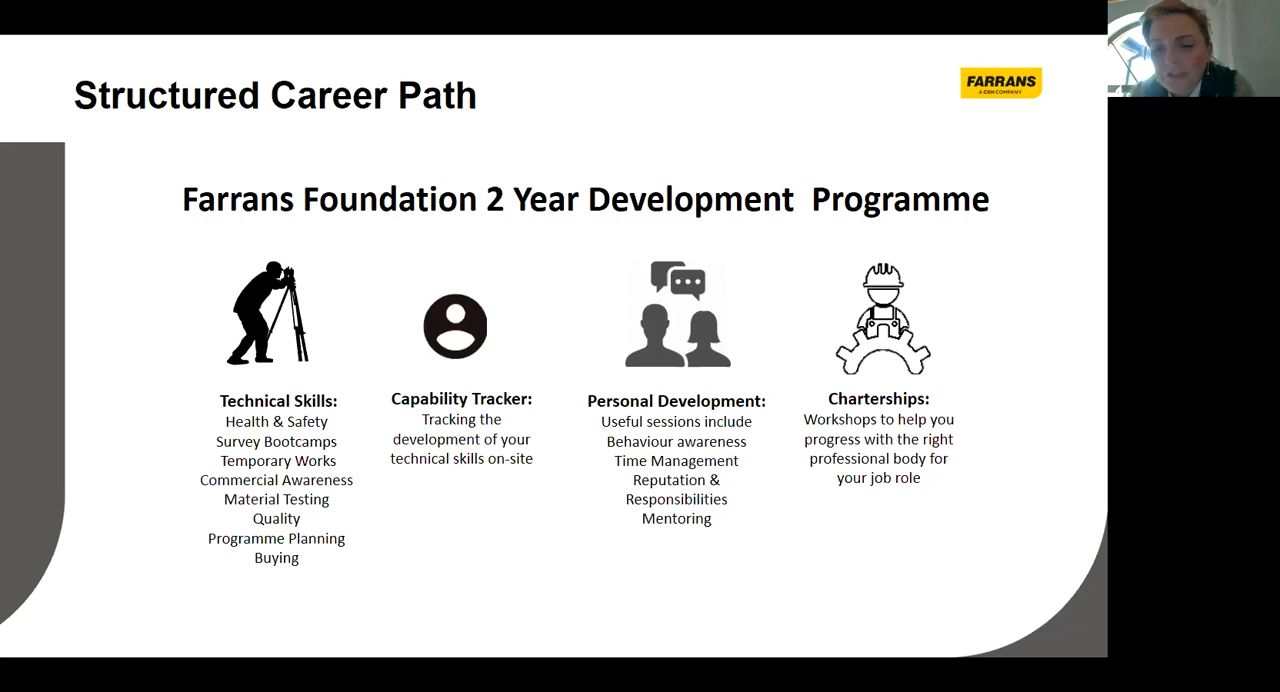 Structured Career Path
FARRANS
A CRH COMPANY
Farrans Foundation 2 Year Development Programme
Technical Skills:
Health & Safety
Survey Bootcamps
Temporary Works
Commercial Awareness
Material Testing
Quality
Programme Planning
Buying
Capability Tracker:
Tracking the
development of your
technical skills on-site
Personal Development:
Useful sessions include
Behaviour awareness
Time Management
Reputation &
Responsibilities
Mentoring
Charterships:
Workshops to help you
progress with the right
professional body for
your job role